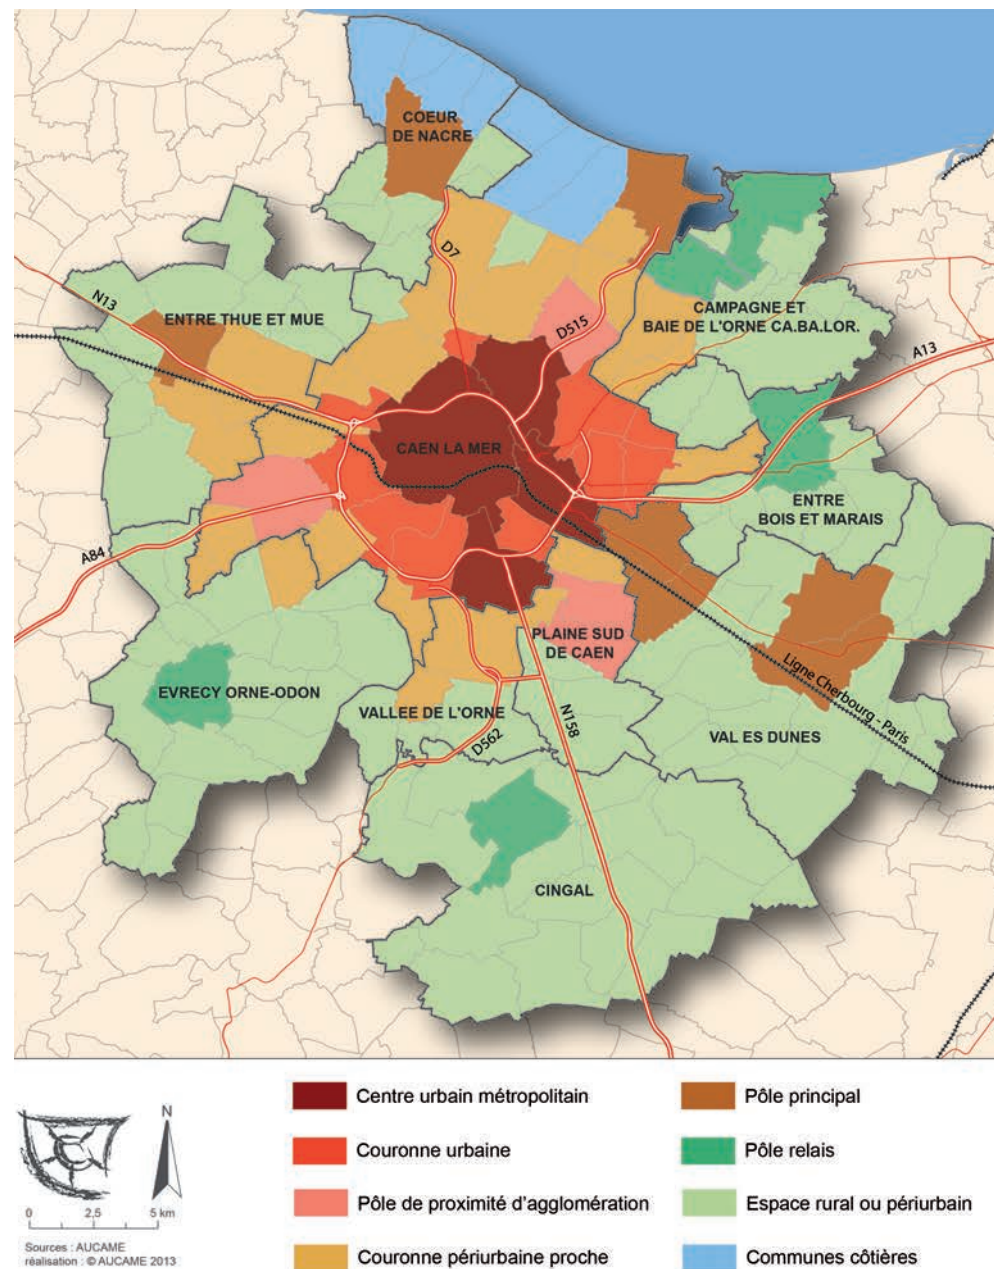 COEUR
DE NACRE
D7
N13
ENTRE THUE ET MUE
D515
CAMPAGNE ET
BAIE DE L'ORNE CA.BA.LOR.
A13
CAEN LA MER
ENTRE
BOIS ET MARAIS
A84
PLAINE SUD
DE CAEN
Ligne Cherbourg - Paris
EVRECY ORNE-ODON
VALLEE DE L'ORNE
N158
D562
VAL ES DUNES
CINGAL
N
0 2,5 5 km
Sources : AUCAME
réalisation : © AUCAME 2013
Centre urbain métropolitain
Couronne urbaine
Pôle de proximité d'agglomération
Couronne périurbaine proche
Pôle principal
Pôle relais
Espace rural ou périurbain
Communes côtières